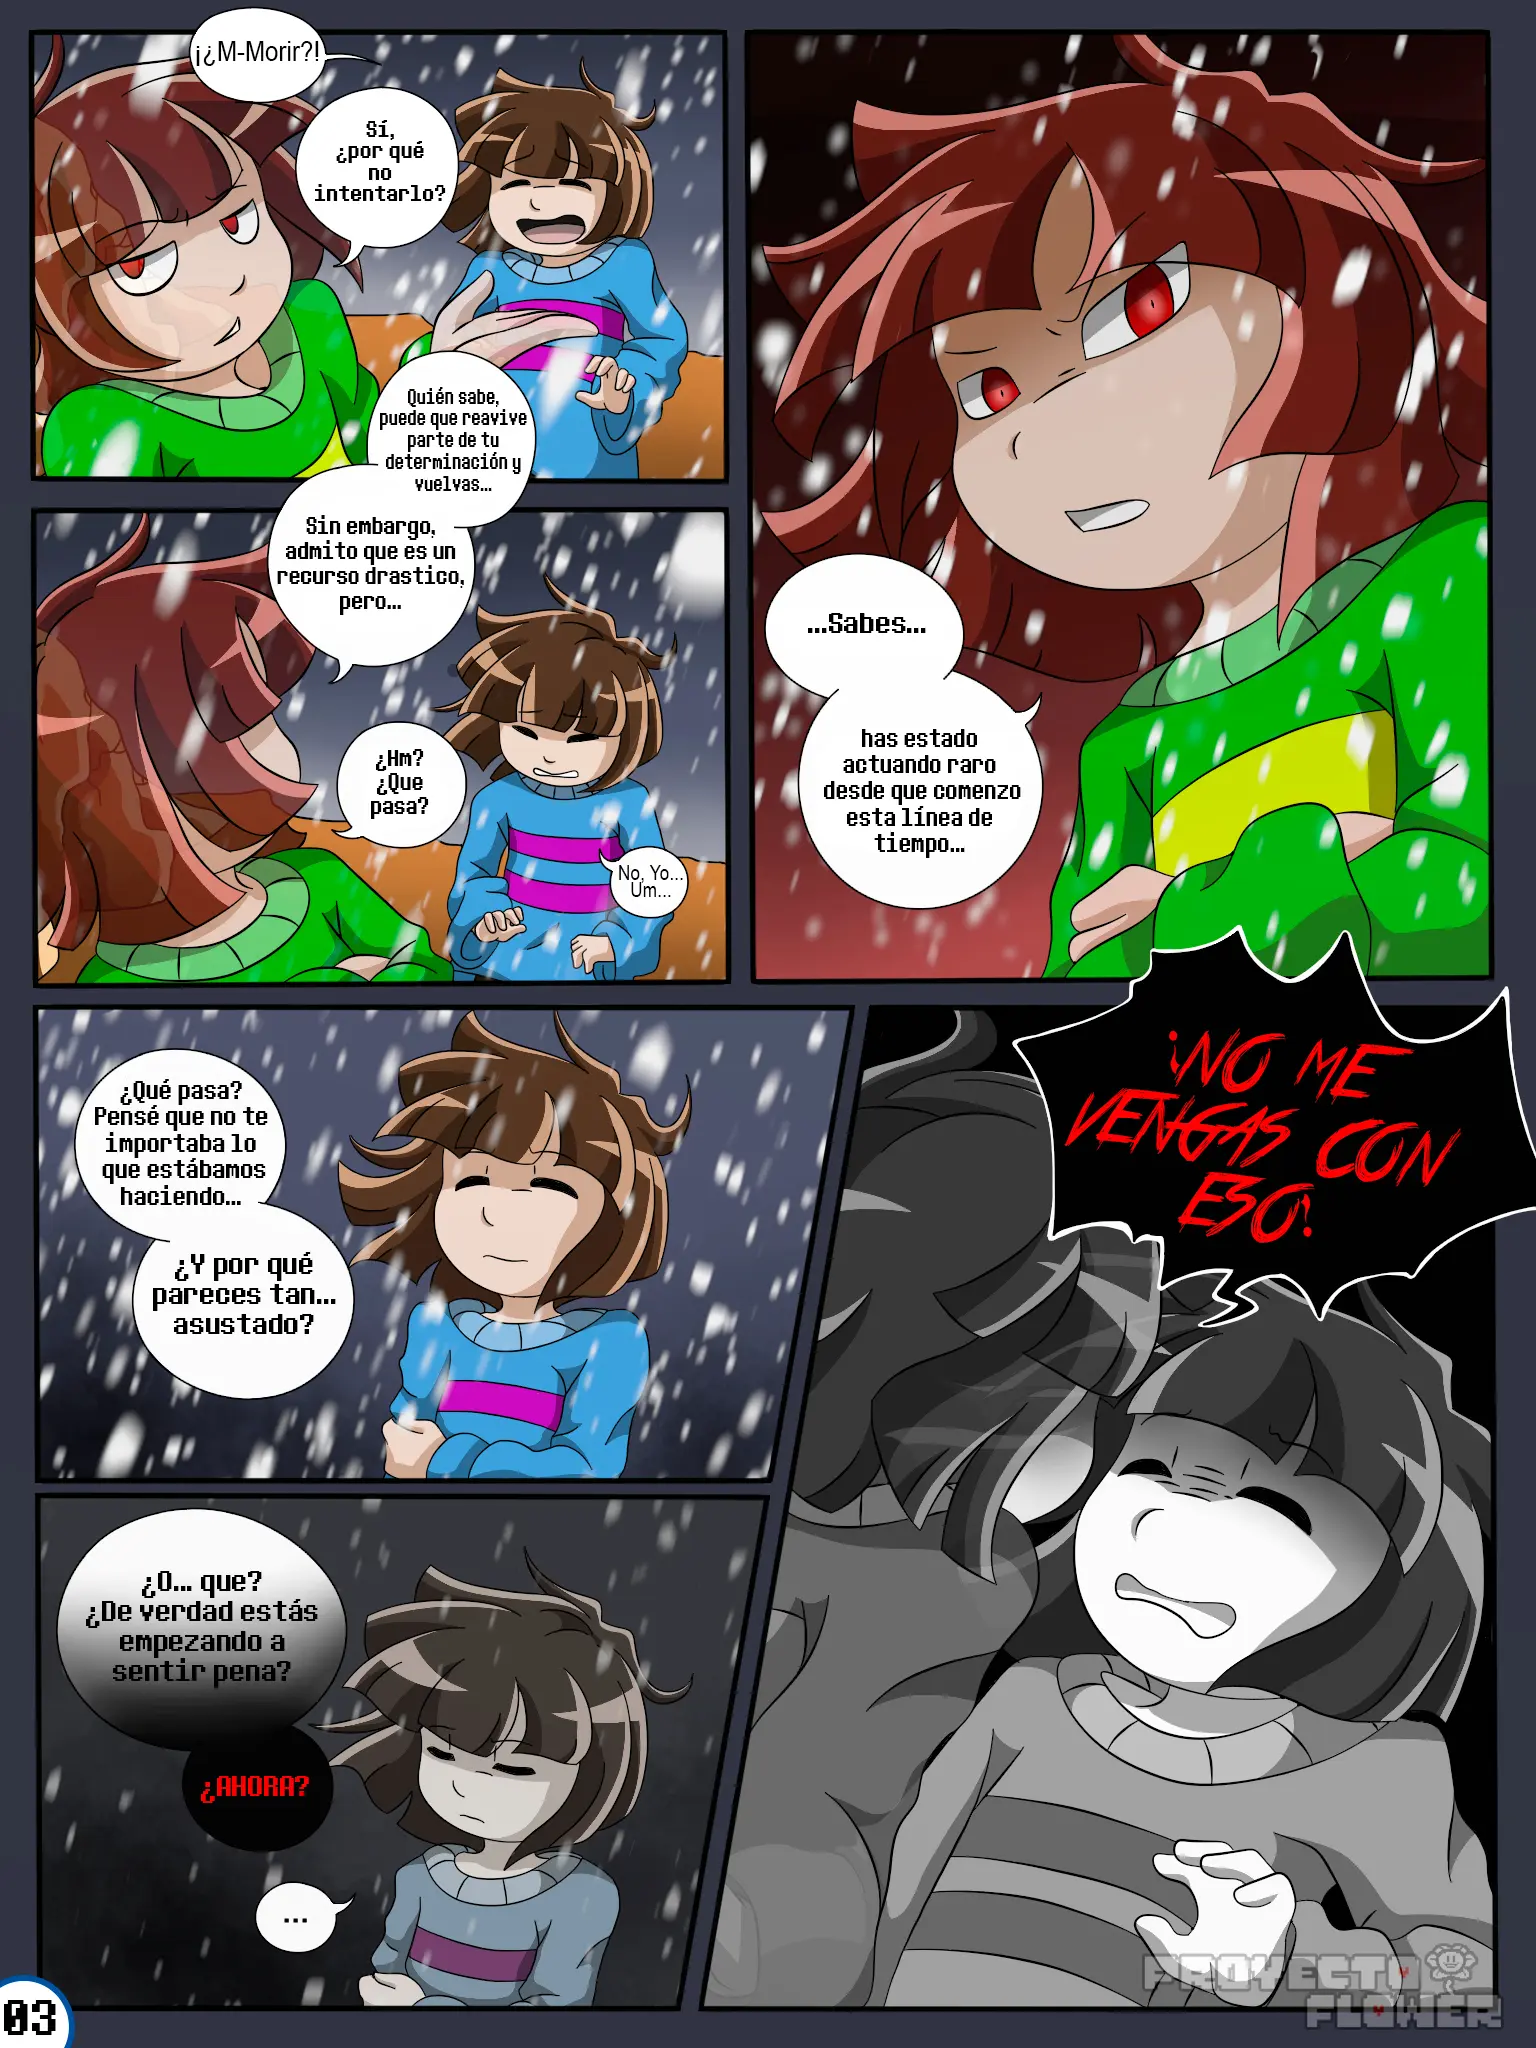 ¡¿M-Morir?!
Sí,
¿por qué
no
intentarlo?
Quién sabe,
puede que reavive
parte de tu
determinación y
vuelvas...
Sin embargo,
admito que es un
recurso drastico,
pero...
¿Hm?
¿Que
pasa?
No, Yo...
Um...
...Sabes...
has estado
actuando raro
desde que comenzo
esta línea de
tiempo...
¿Qué pasa?
Pensé que no te
importaba lo
que estábamos
haciendo...
¿Y por qué
pareces tan...
asustado?
¿O... que?
¿De verdad estás
empezando a
sentir pena?
¿AHORA?
...
¡NO ME
VENGAS CON
ESO!
PROYECTO
FLOWER
03